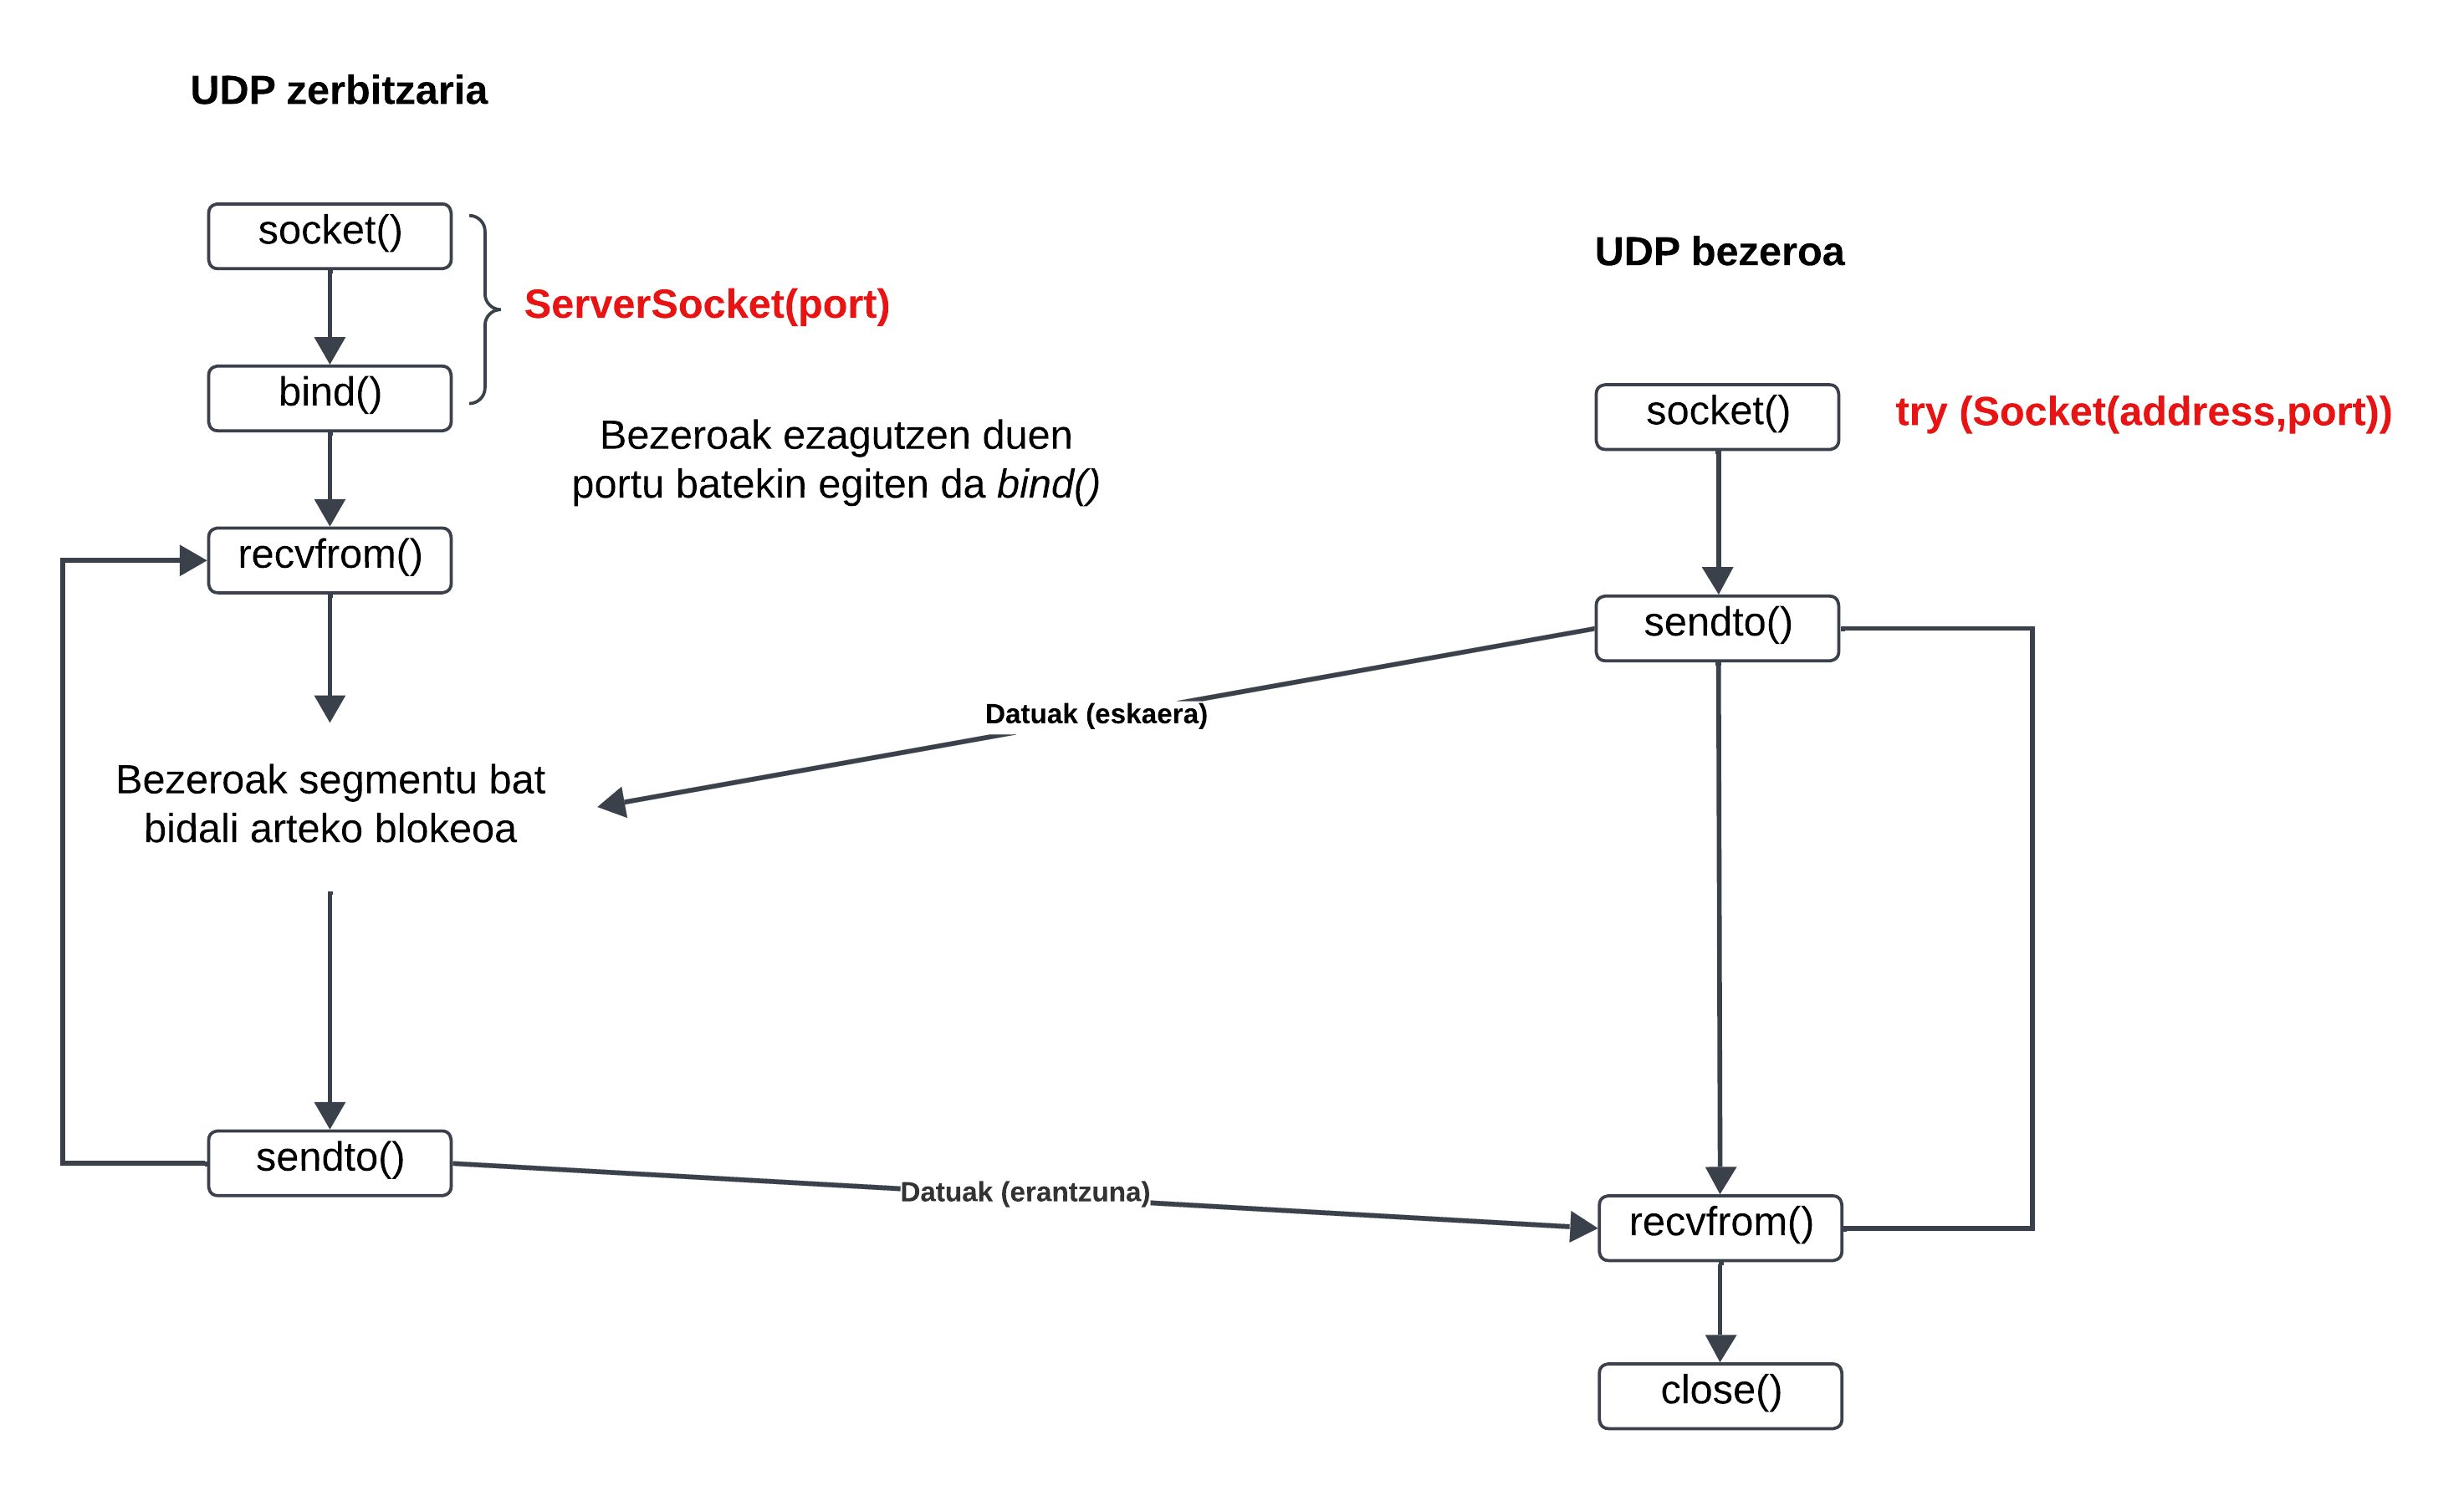 UDP zerbitzaria
socket()
ServerSocket(port)
bind()
Bezeroak ezagutzen duen
portu batekin egiten da bind()
recvfrom()
Bezeroak segmentu bat
bidali arteko blokeoa
sendto()
UDP bezeroa
socket()
try (Socket(address,port))
sendto()
Datuak (eskaera)
Datuak (erantzuna)
recvfrom()
close()